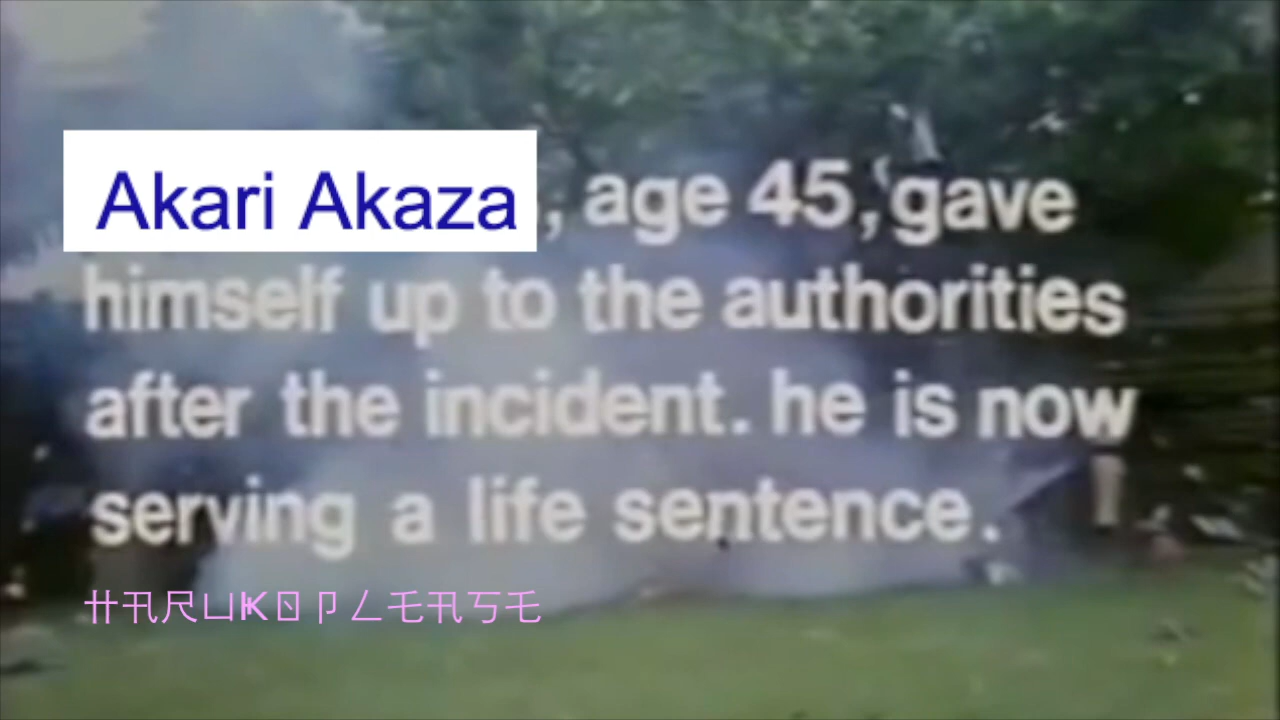 Akari Akaza, age 45, gave
himself up to the authorities
after the incident. he is now
serving a life sentence.
卄卂尺ㄩҜㄖ卩ㄥ乇卂丂乇